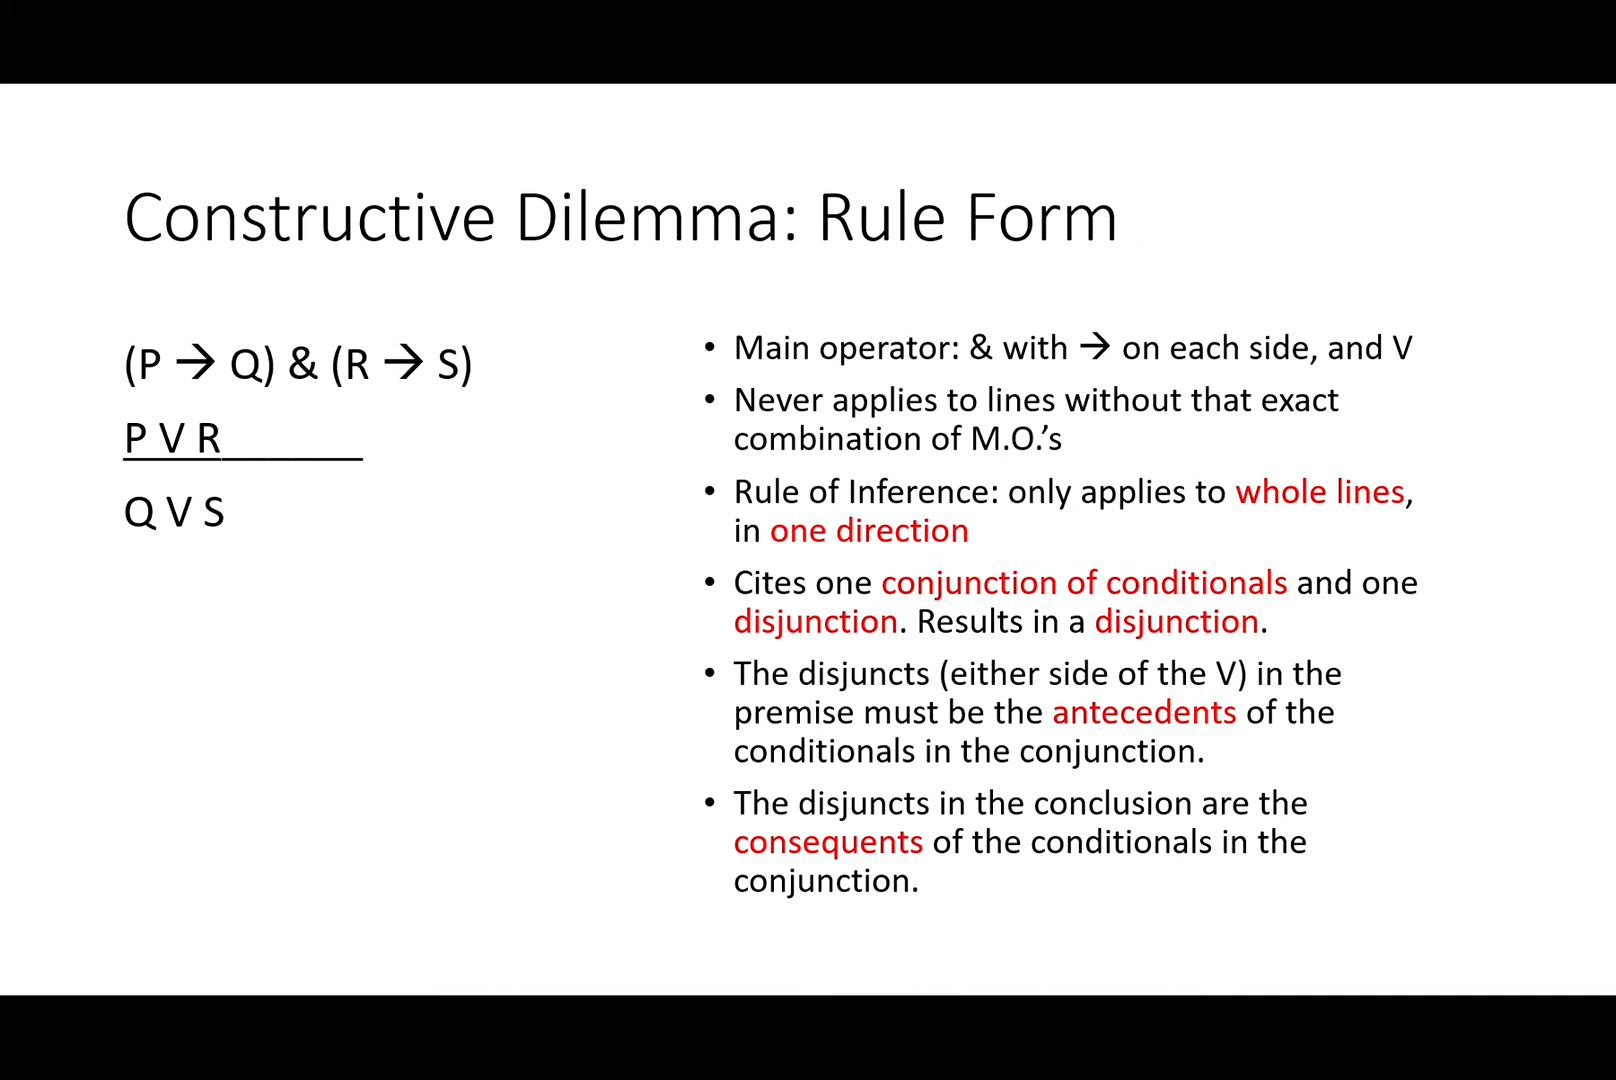 Constructive Dilemma: Rule Form
(P → Q) & (R → S)
P V R______
Q V S
• Main operator: & with → on each side, and V
• Never applies to lines without that exact
combination of M.O.’s
• Rule of Inference: only applies to whole lines,
in one direction
• Cites one conjunction of conditionals and one
disjunction. Results in a disjunction.
• The disjuncts (either side of the V) in the
premise must be the antecedents of the
conditionals in the conjunction.
• The disjuncts in the conclusion are the
consequents of the conditionals in the
conjunction.